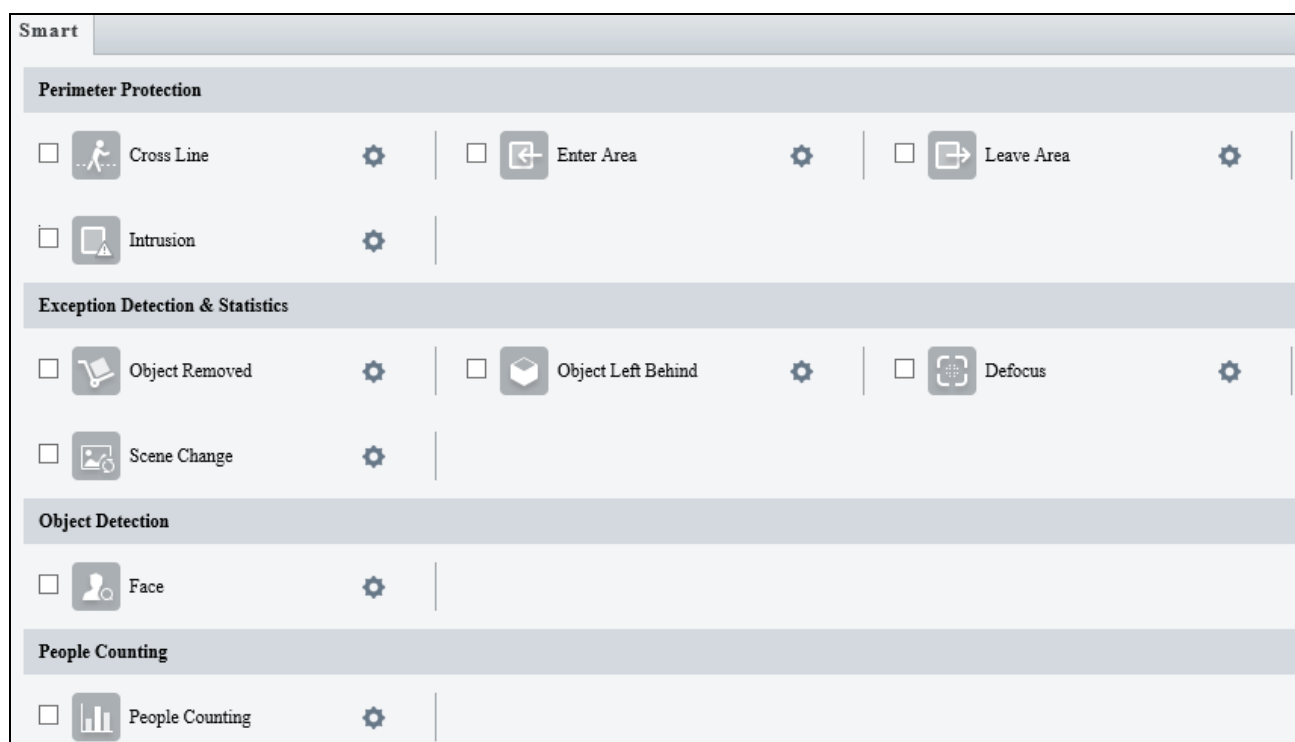 Smart
Perimeter Protection
Cross Line
Enter Area
Leave Area
Intrusion
Exception Detection & Statistics
Object Removed
Object Left Behind
Defocus
Scene Change
Object Detection
Face
People Counting
People Counting